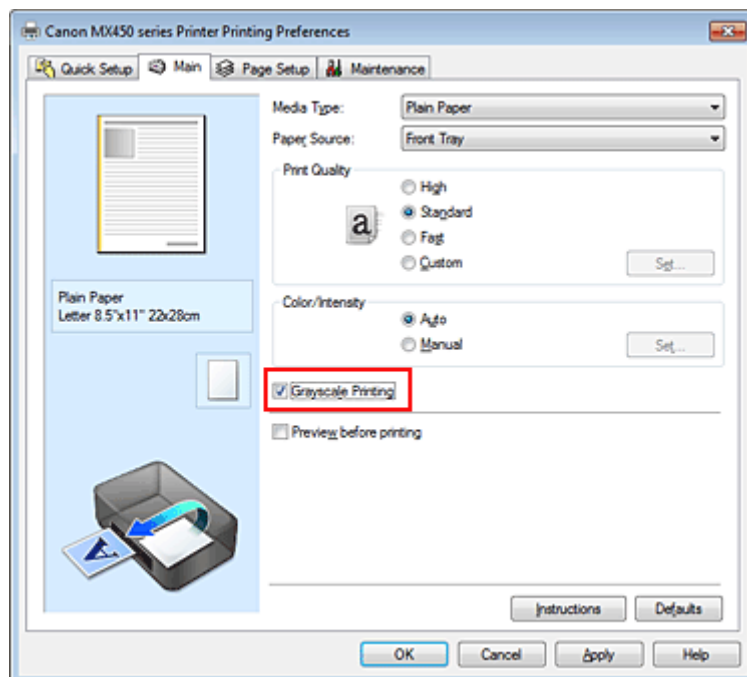 Canon MX450 series Printer Printing Preferences
Quick Setup
Main
Page Setup
Maintenance
Media Type:
Plain Paper
Paper Source:
Front Tray
Print Quality
High
a
Standard
Fast
Custom
Set...
Plain Paper
Letter 8.5"x11" 22x28cm
Color/Intensity
Auto
Manual
Set...
Grayscale Printing
Preview before printing
A
Instructions
Defaults
OK
Cancel
Apply
Help